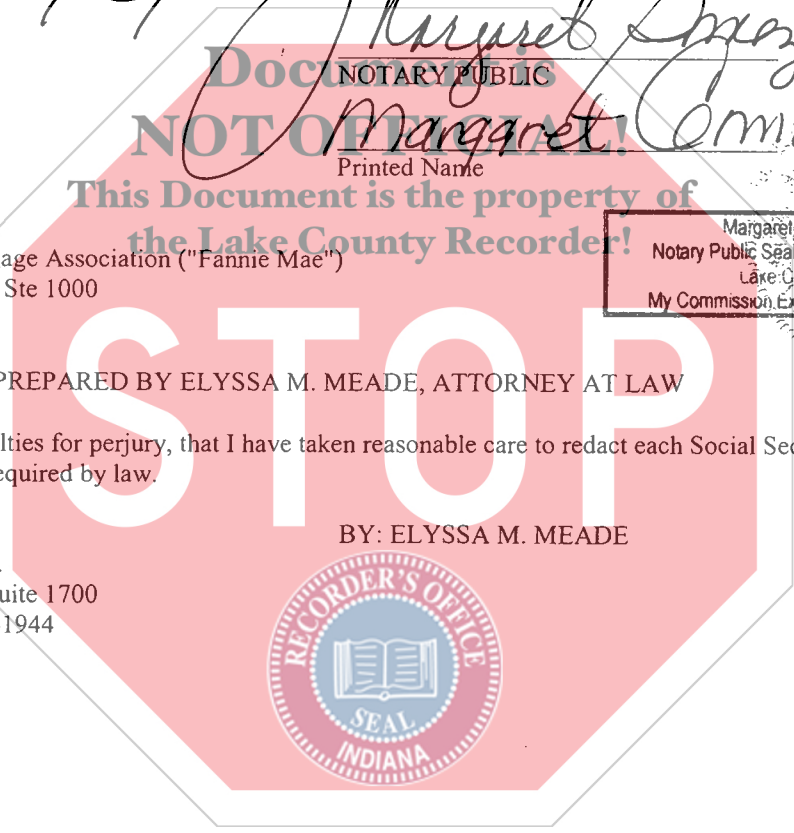 Margaret
Document is
NOTARY PUBLIC
NOT OFFICIAL!
Margaret
Printed Name
This Document is the property of
the Lake County Recorder!
age Association ("Fannie Mae")
Ste 1000
Margaret
Notary Public Seal
Lake C
My Commission Ex
STOP
PREPARED BY ELYSSA M. MEADE, ATTORNEY AT LAW
lties for perjury, that I have taken reasonable care to redact each Social Sec
equired by law.
BY: ELYSSA M. MEADE
uite 1700
1944
RECORDER'S OFFICE
SEAL
INDIANA